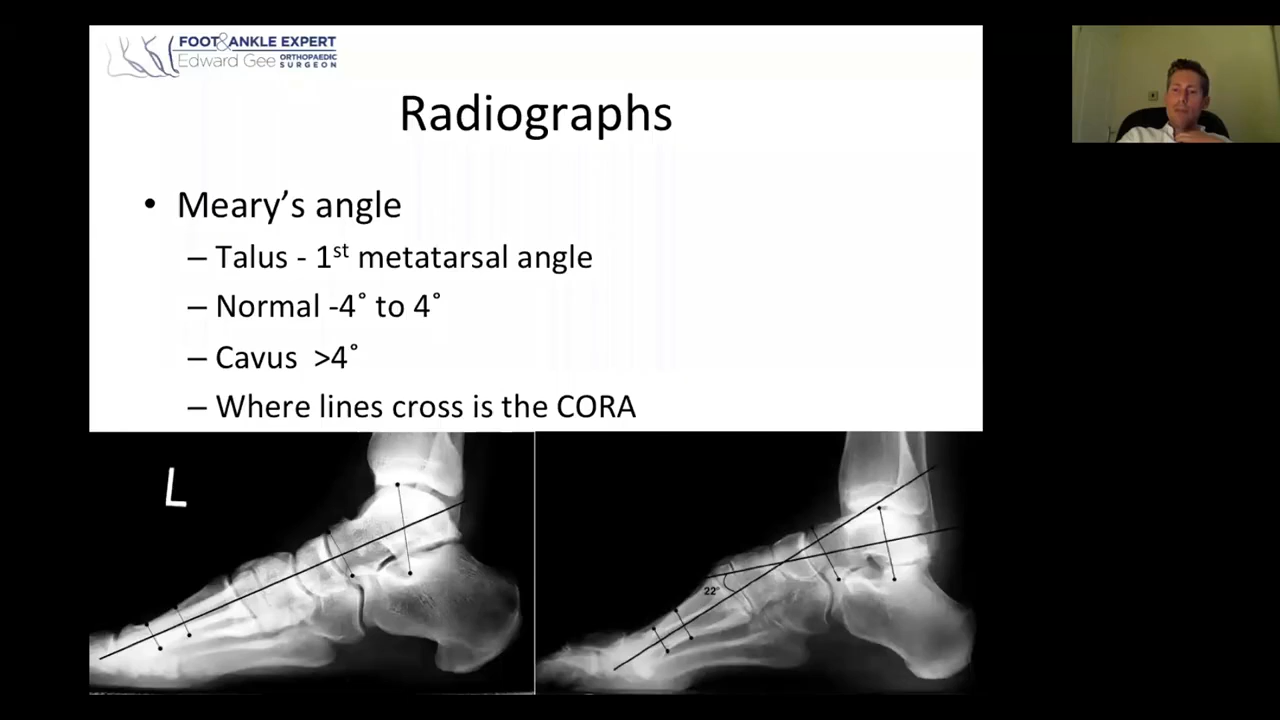 FOOT&ANKLE EXPERT
Edward Gee ORTHOPAEDIC SURGEON
Radiographs
• Meary's angle
– Talus - 1st metatarsal angle
– Normal -4˚ to 4˚
– Cavus >4˚
– Where lines cross is the CORA
L
22°